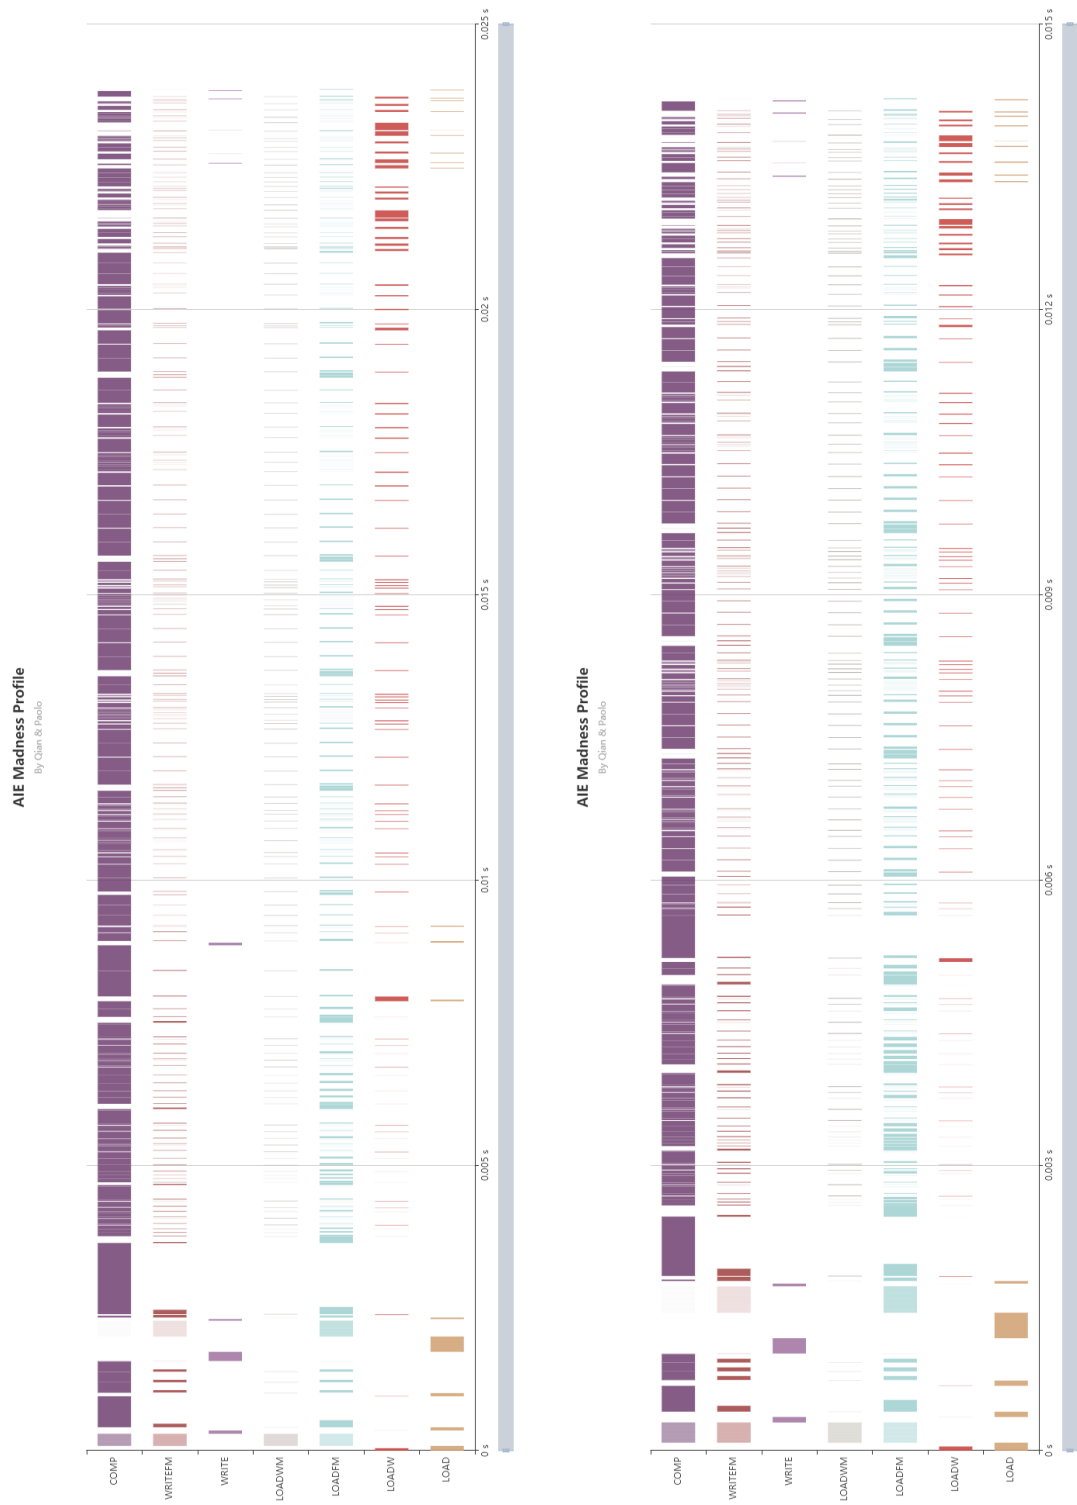 AIE Madness Profile
By Qian & Paolo
COMP
WRITEFM
WRITE
LOADWM
LOADFM
LOADW
LOAD
0 s
0.005 s
0.01 s
0.015 s
0.02 s
0.025 s
AIE Madness Profile
By Qian & Paolo
COMP
WRITEFM
WRITE
LOADWM
LOADFM
LOADW
LOAD
0 s
0.003 s
0.006 s
0.009 s
0.012 s
0.015 s